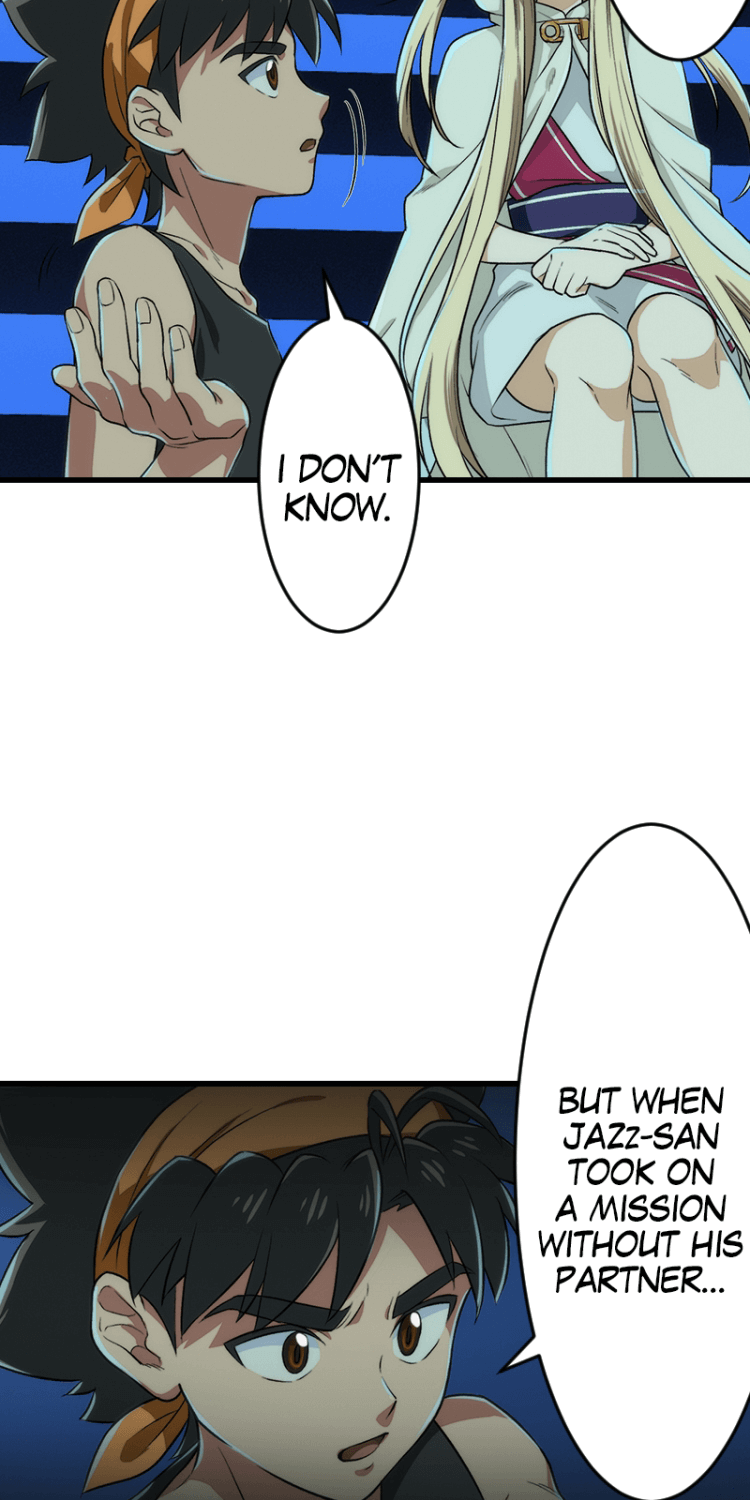 I DON'T
KNOW.
BUT WHEN
JAZZ-SAN
TOOK ON
A MISSION
WITHOUT HIS
PARTNER...